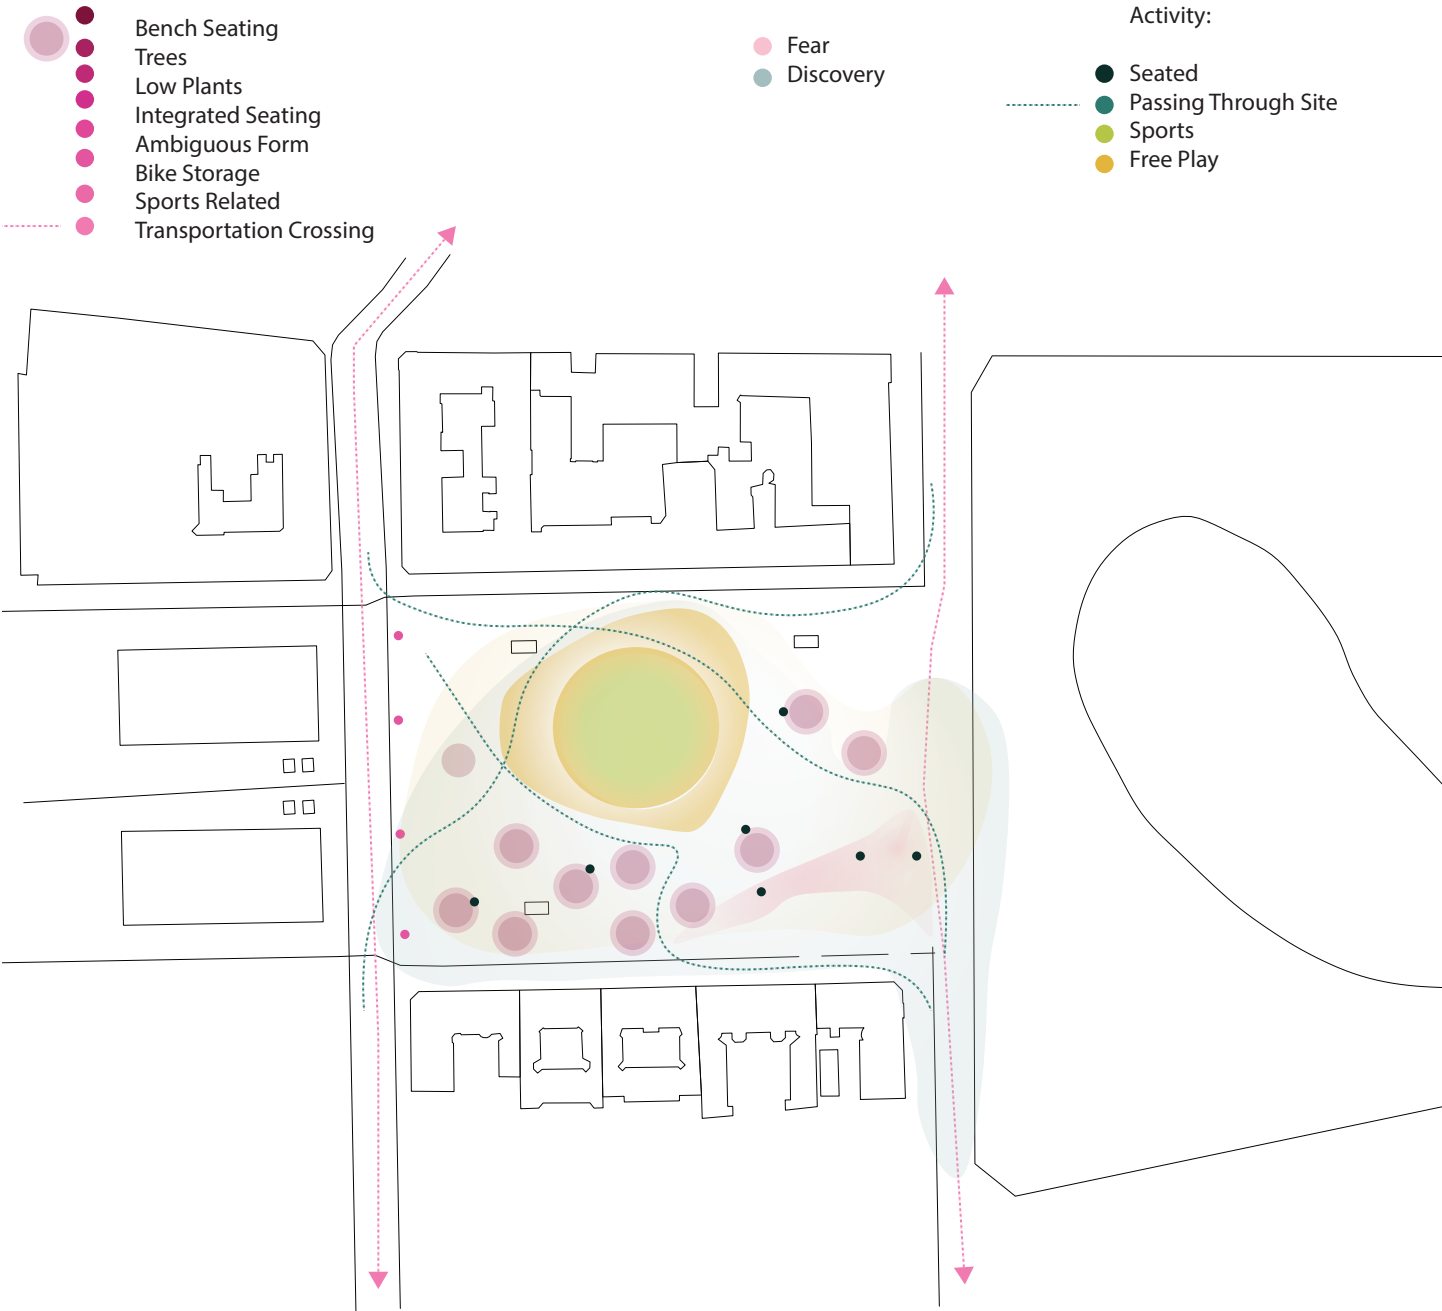 Bench Seating
Trees
Low Plants
Integrated Seating
Ambiguous Form
Bike Storage
Sports Related
Transportation Crossing
Fear
Discovery
Activity:
Seated
Passing Through Site
Sports
Free Play